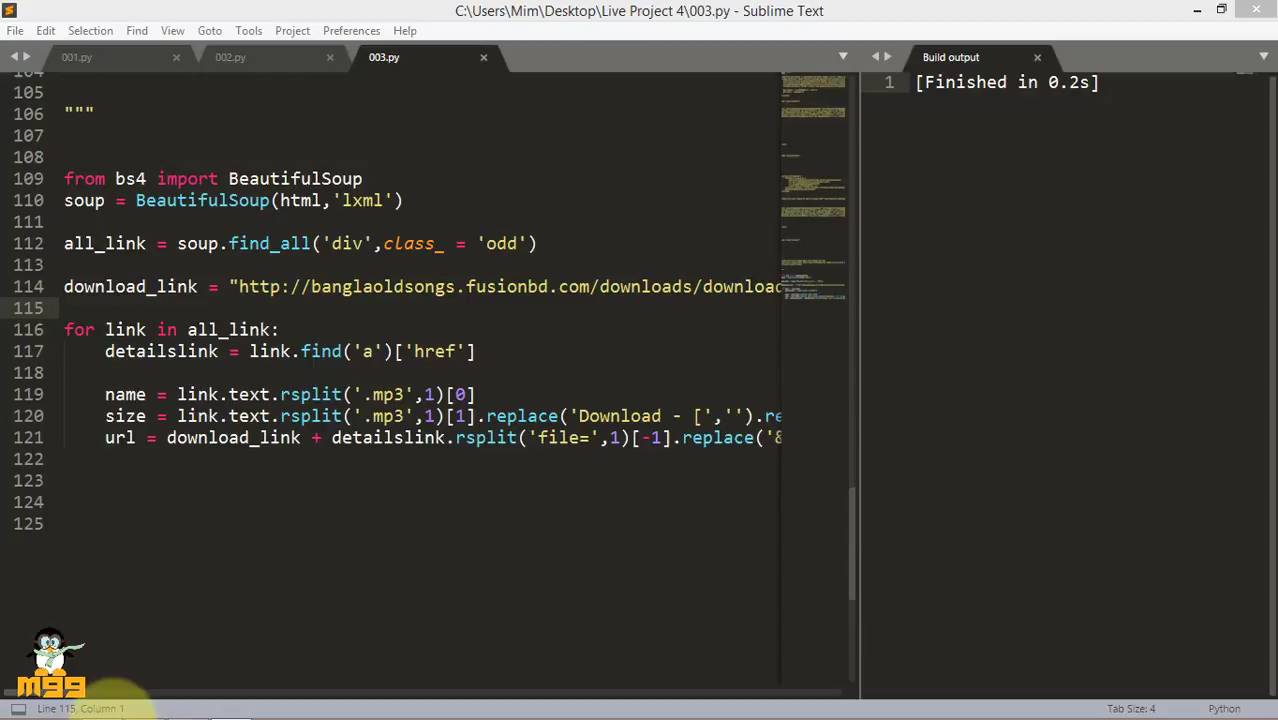 C:\Users\Mim\Desktop\Live Project 4\003.py - Sublime Text
File Edit Selection Find View Goto Tools Project Preferences Help
001.py 002.py 003.py Build output
104
105
106 """
107
108
109 from bs4 import BeautifulSoup
110 soup = BeautifulSoup(html,'lxml')
111
112 all_link = soup.find_all('div',class_ = 'odd')
113
114 download_link = "http://banglaoldsongs.fusionbd.com/downloads/download
115
116 for link in all_link:
117 detailslink = link.find('a')['href']
118
119 name = link.text.rsplit('.mp3',1)[0]
120 size = link.text.rsplit('.mp3',1)[1].replace('Download - [','').re
121 url = download_link + detailslink.rsplit('file=',1)[-1].replace('&
122
123
124
125
1 [Finished in 0.2s]
m99
Line 115, Column 1 Tab Size: 4 Python